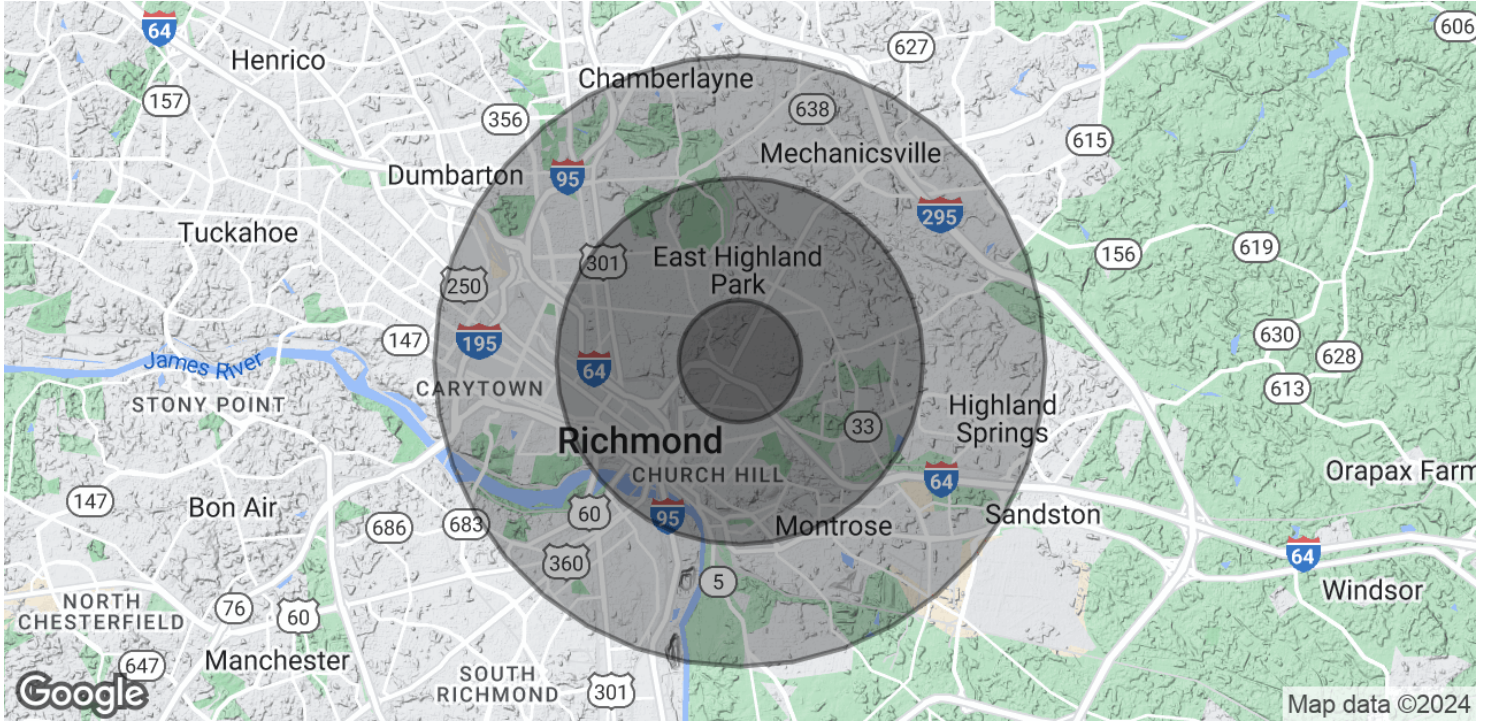 64
606
627
Henrico
Chamberlayne
157
638
356
615
Mechanicsville
Dumbarton
95
295
Tuckahoe
619
156
301
East Highland
Park
250
630
147
195
628
James River
64
613
CARYTOWN
STONY POINT
Highland
Springs
33
Richmond
CHURCH HILL
Orapax Farm
64
147
Bon Air
60
95
Sandston
686
683
Montrose
64
360
5
Windsor
NORTH
CHESTERFIELD
76
60
647
Manchester
SOUTH
RICHMOND
301
Google
Map data ©2024